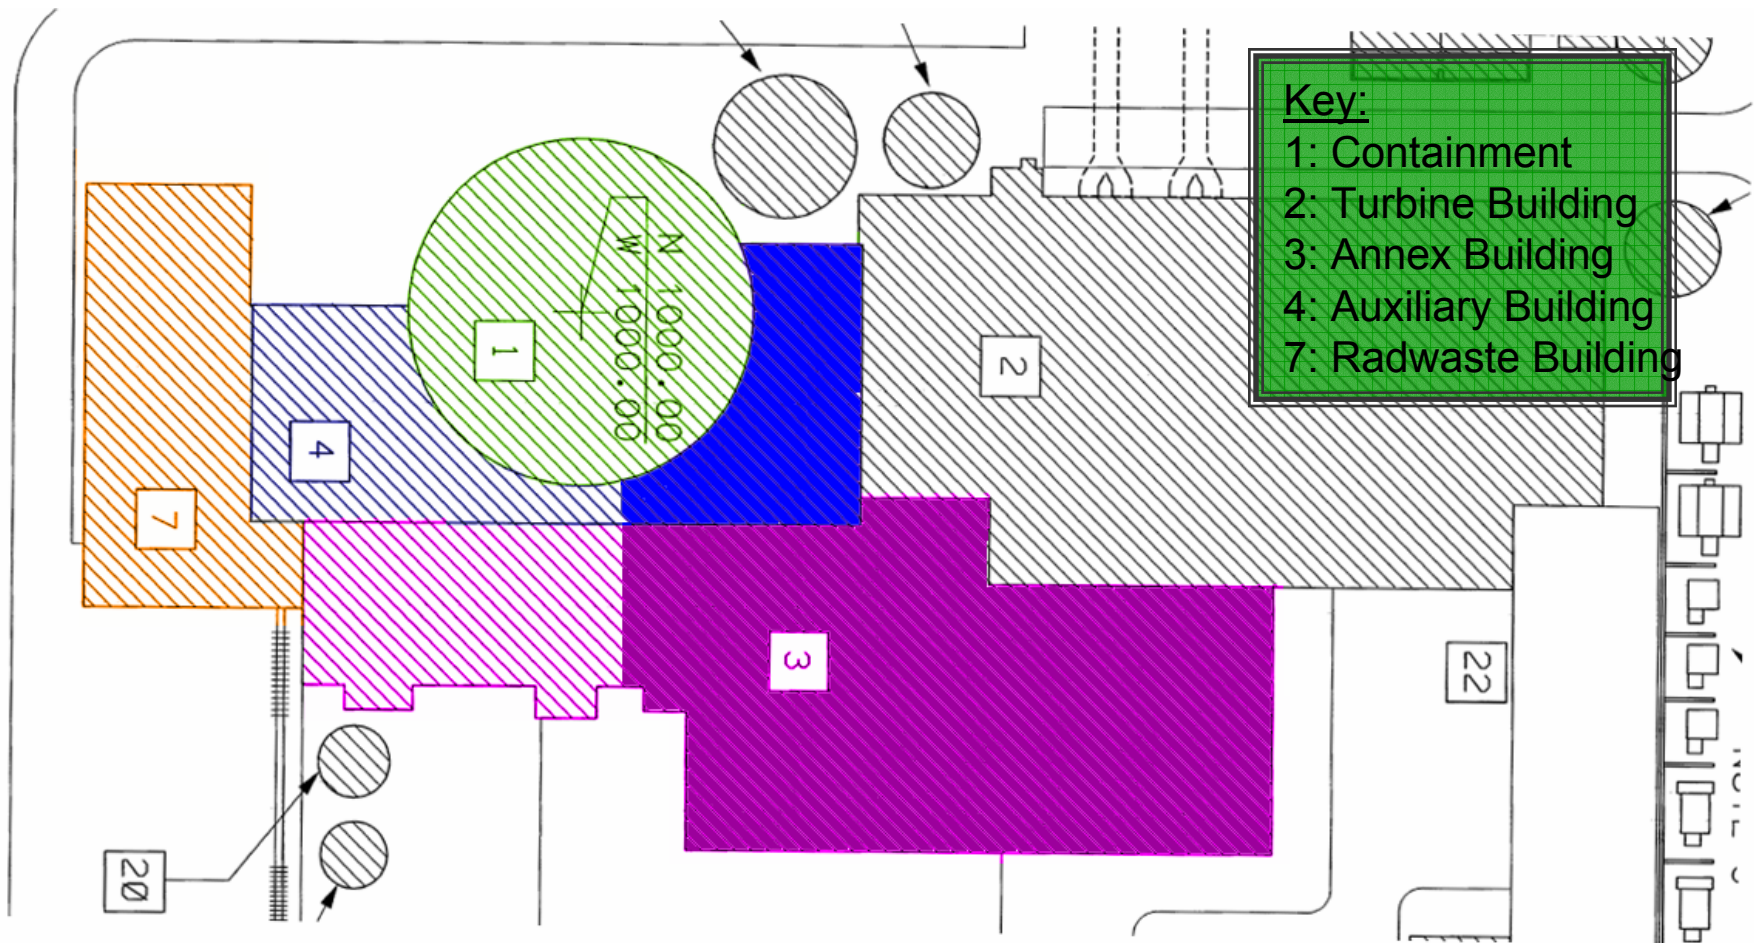 Key:
1: Containment
2: Turbine Building
3: Annex Building
4: Auxiliary Building
7: Radwaste Building
N 1000.00
W 1000.00
1
2
4
7
3
22
20